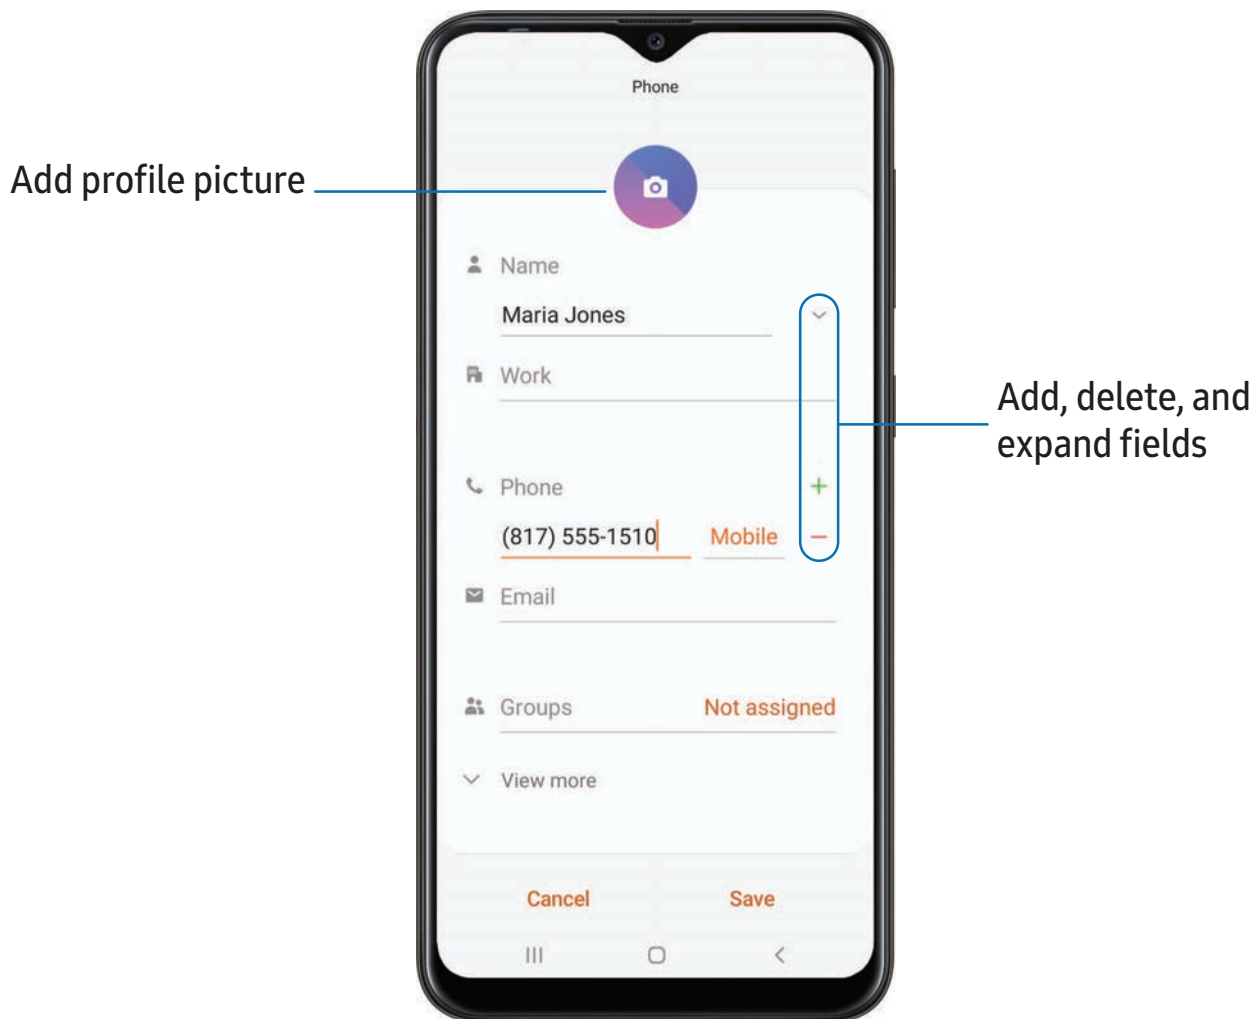 Phone
Add profile picture
Name
Maria Jones
Work
Add, delete, and
expand fields
Phone
(817) 555-1510 Mobile
Email
Groups Not assigned
View more
Cancel Save